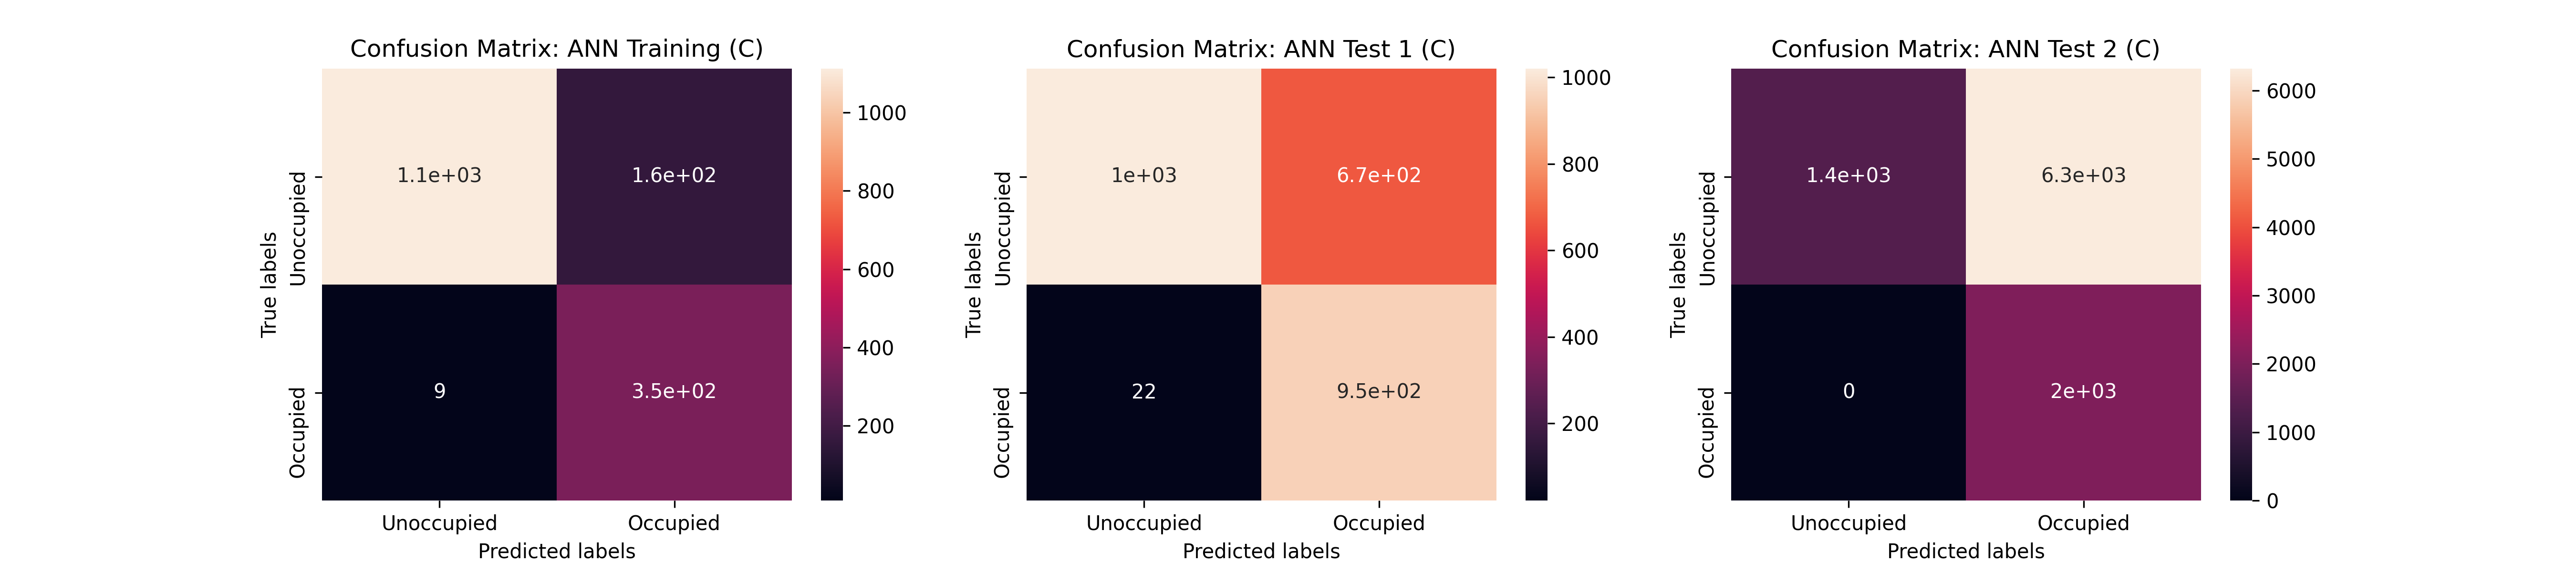 Confusion Matrix: ANN Training (C)
True labels
Unoccupied
Occupied
1.1e+03 1.6e+02
9 3.5e+02
Unoccupied Occupied
Predicted labels
1000
800
600
400
200
Confusion Matrix: ANN Test 1 (C)
True labels
Unoccupied
Occupied
1e+03 6.7e+02
22 9.5e+02
Unoccupied Occupied
Predicted labels
1000
800
600
400
200
Confusion Matrix: ANN Test 2 (C)
True labels
Unoccupied
Occupied
1.4e+03 6.3e+03
0 2e+03
Unoccupied Occupied
Predicted labels
6000
5000
4000
3000
2000
1000
0